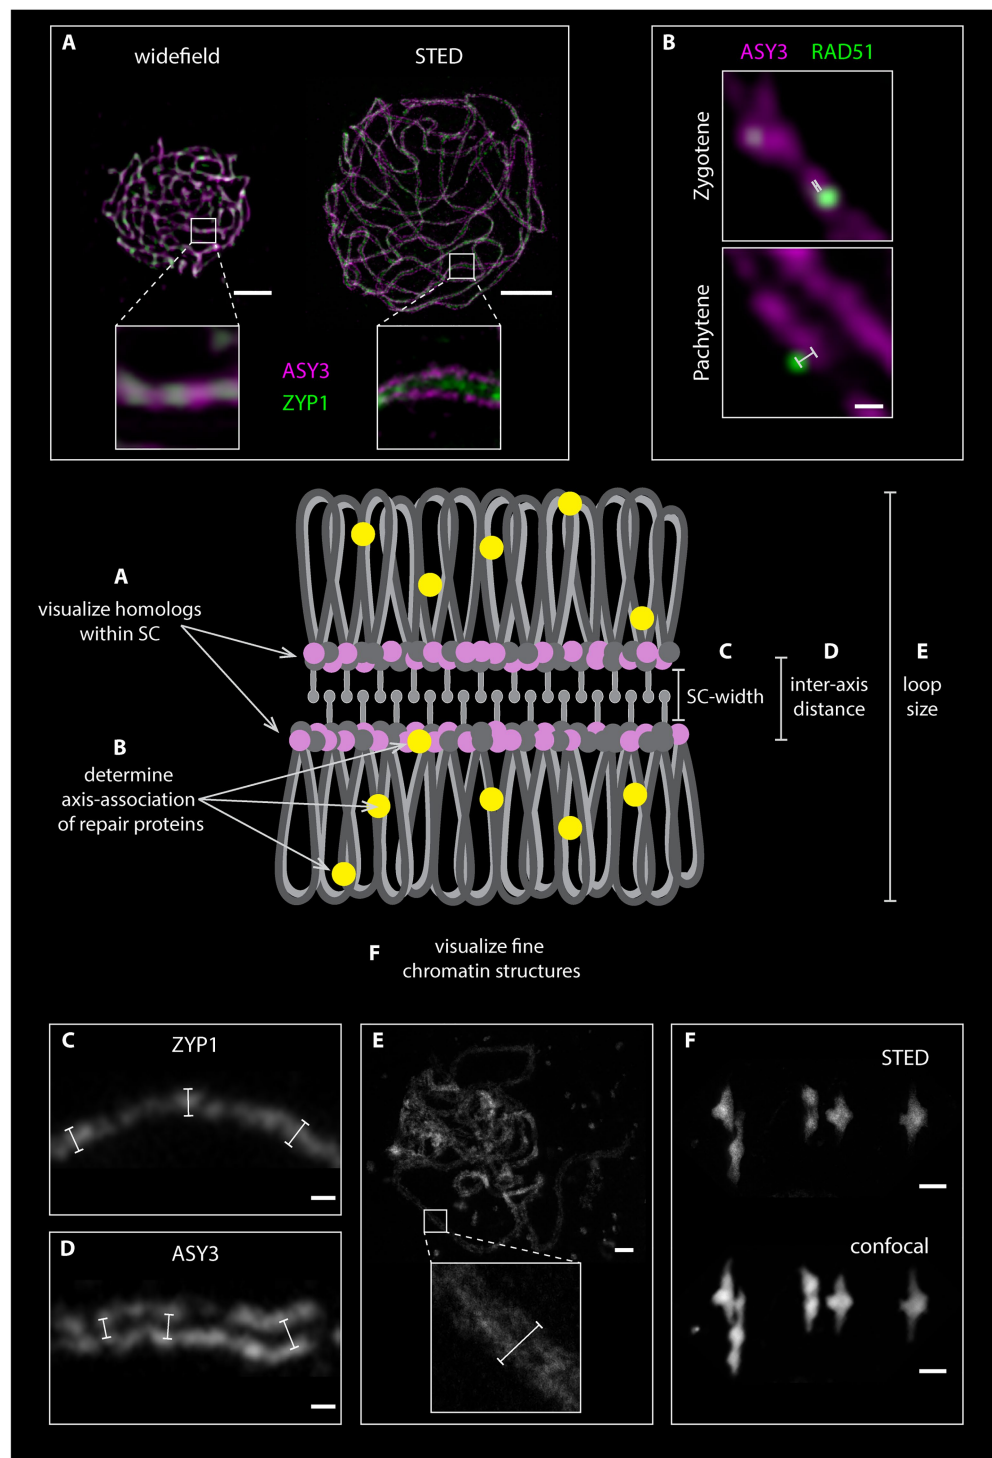 A
widefield
STED
ASY3
ZYP1
B
ASY3 RAD51
Zygotene
Pachytene
A
visualize homologs
within SC
B
determine
axis-association
of repair proteins
C
SC-width
D
inter-axis
distance
E
loop
size
F
visualize fine
chromatin structures
C
ZYP1
D
ASY3
E
F
STED
confocal